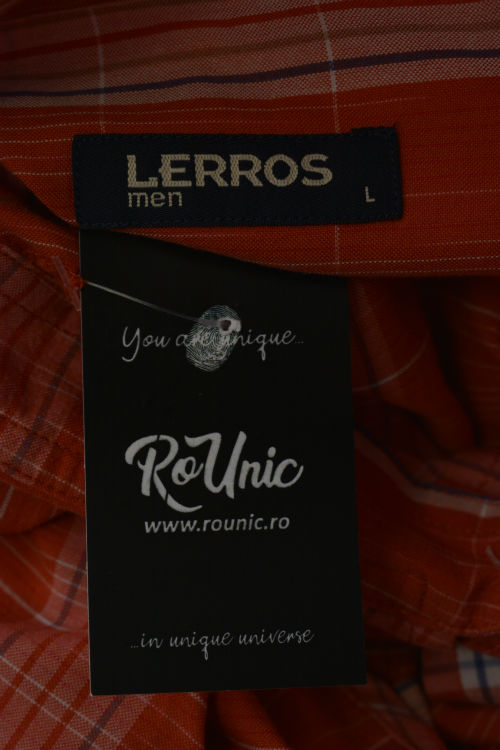 LERROS
men
L
You are unique...
RoUnic
www.rounic.ro
...in unique universe